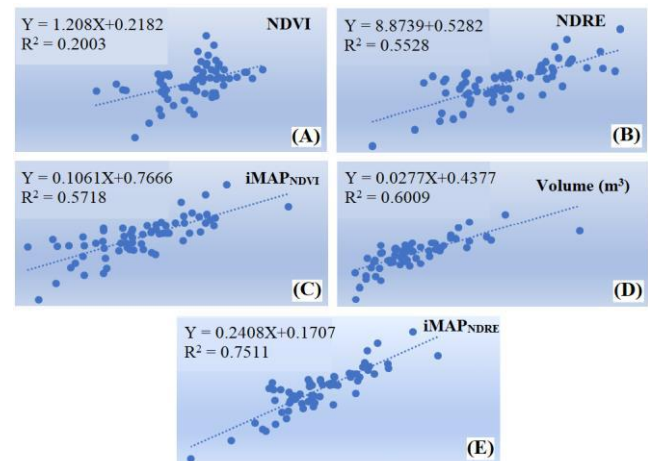 Y = 1.208X+0.2182
R² = 0.2003
NDVI
(A)
Y = 8.8739+0.5282
R² = 0.5528
NDRE
(B)
Y = 0.1061X+0.7666
R² = 0.5718
iMAPNDVI
(C)
Y = 0.0277X+0.4377
R² = 0.6009
Volume (m³)
(D)
Y = 0.2408X+0.1707
R² = 0.7511
iMAPNDRE
(E)